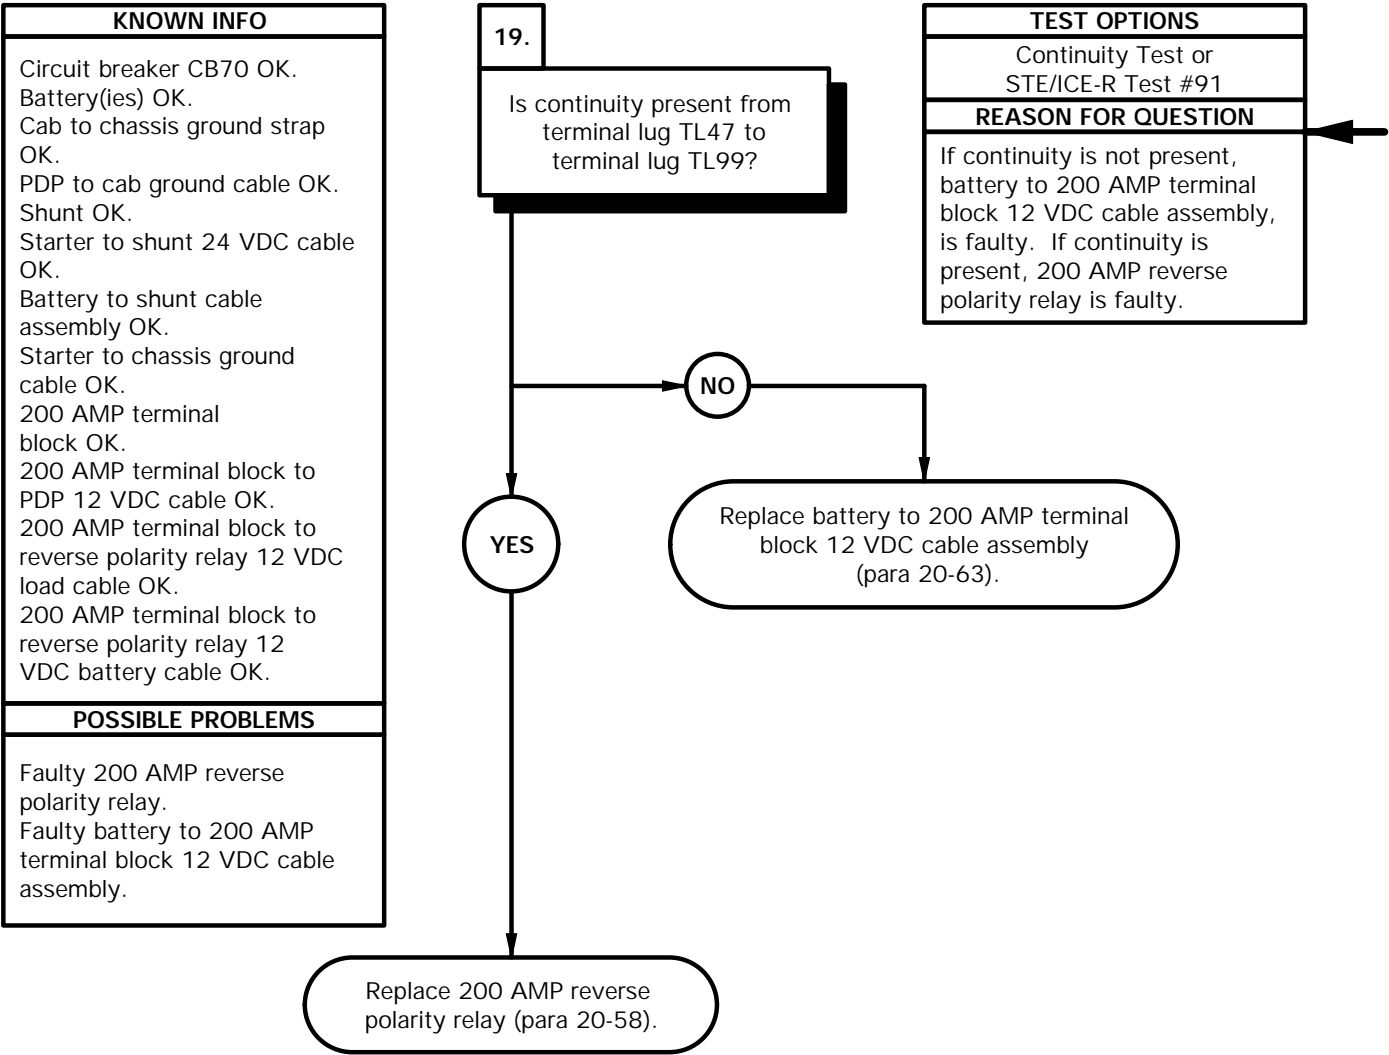 KNOWN INFO
Circuit breaker CB70 OK.
Battery(ies) OK.
Cab to chassis ground strap
OK.
PDP to cab ground cable OK.
Shunt OK.
Starter to shunt 24 VDC cable
OK.
Battery to shunt cable
assembly OK.
Starter to chassis ground
cable OK.
200 AMP terminal
block OK.
200 AMP terminal block to
PDP 12 VDC cable OK.
200 AMP terminal block to
reverse polarity relay 12 VDC
load cable OK.
200 AMP terminal block to
reverse polarity relay 12
VDC battery cable OK.
POSSIBLE PROBLEMS
Faulty 200 AMP reverse
polarity relay.
Faulty battery to 200 AMP
terminal block 12 VDC cable
assembly.
19.
Is continuity present from
terminal lug TL47 to
terminal lug TL99?
TEST OPTIONS
Continuity Test or
STE/ICE-R Test #91
REASON FOR QUESTION
If continuity is not present,
battery to 200 AMP terminal
block 12 VDC cable assembly,
is faulty.  If continuity is
present, 200 AMP reverse
polarity relay is faulty.
NO
YES
Replace battery to 200 AMP terminal
block 12 VDC cable assembly
(para 20-63).
Replace 200 AMP reverse
polarity relay (para 20-58).